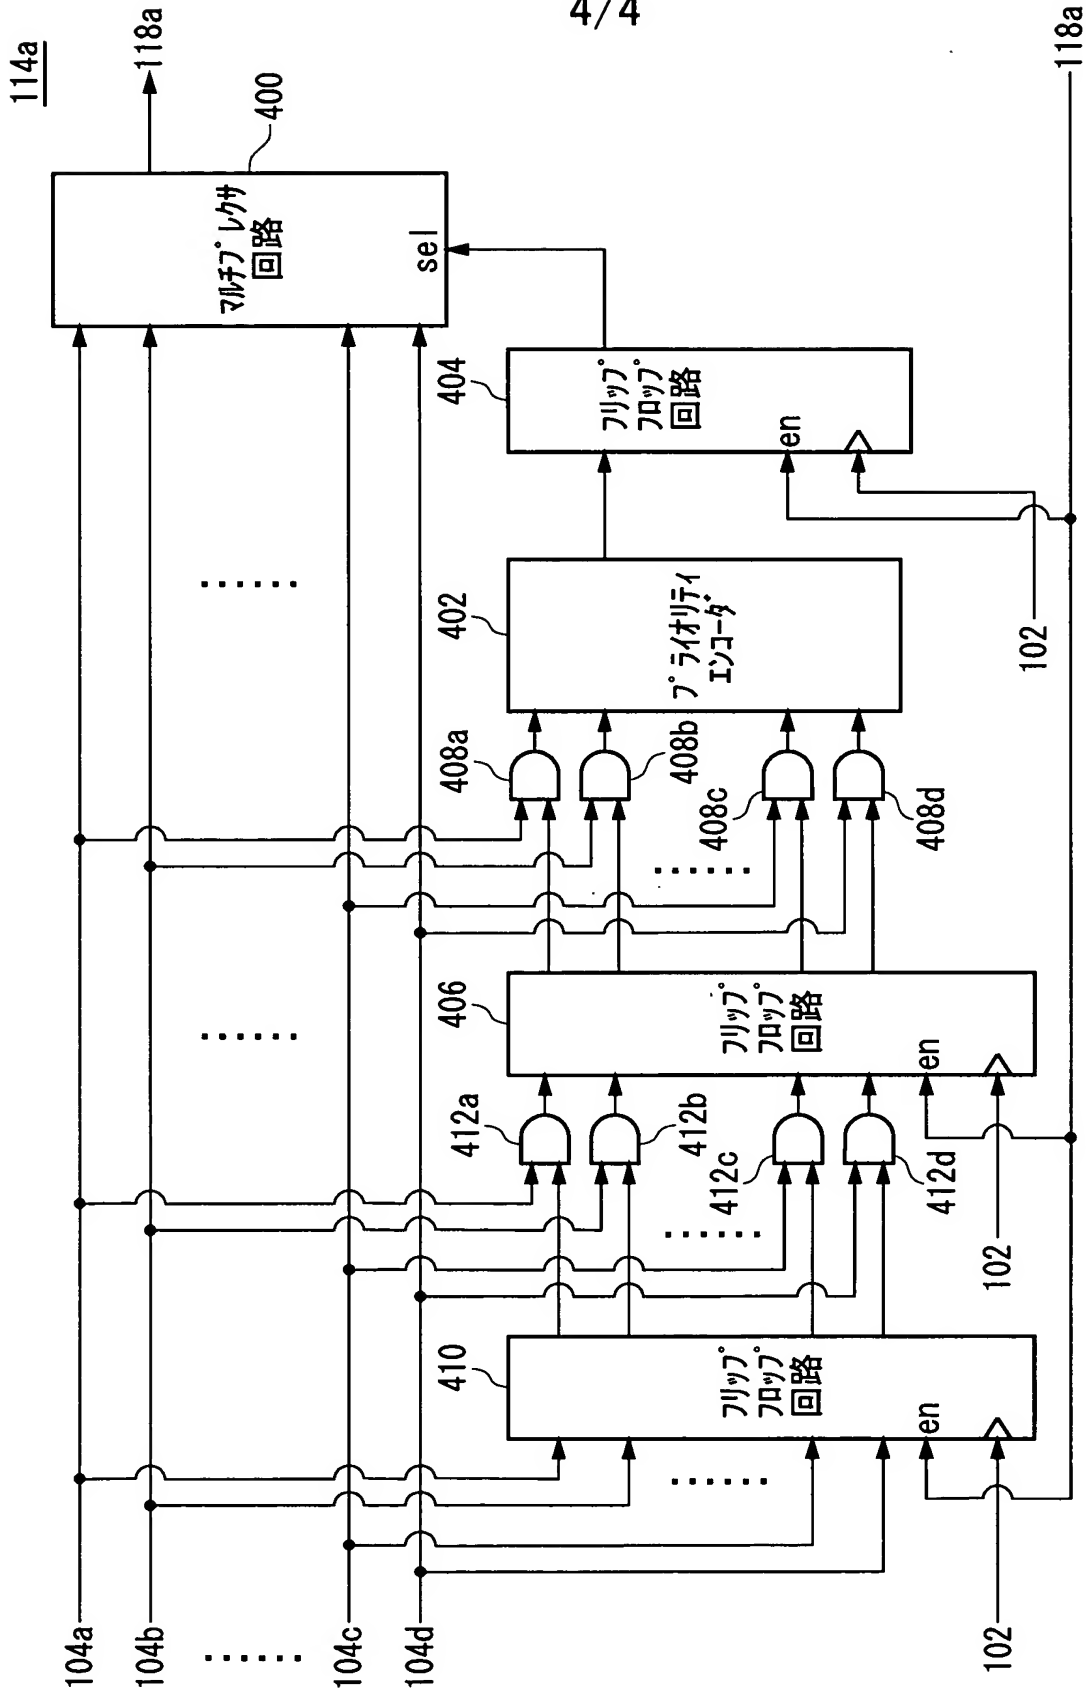 4/4
114a
118a
400
マルチプレクサ
回路
sel
404
フリップ
フロップ
回路
en
102
402
プライオリティ
エンコーダ
408a
408b
408c
408d
406
フリップ
フロップ
回路
en
102
412a
412b
412c
412d
410
フリップ
フロップ
回路
en
102
104a
104b
104c
104d
118a